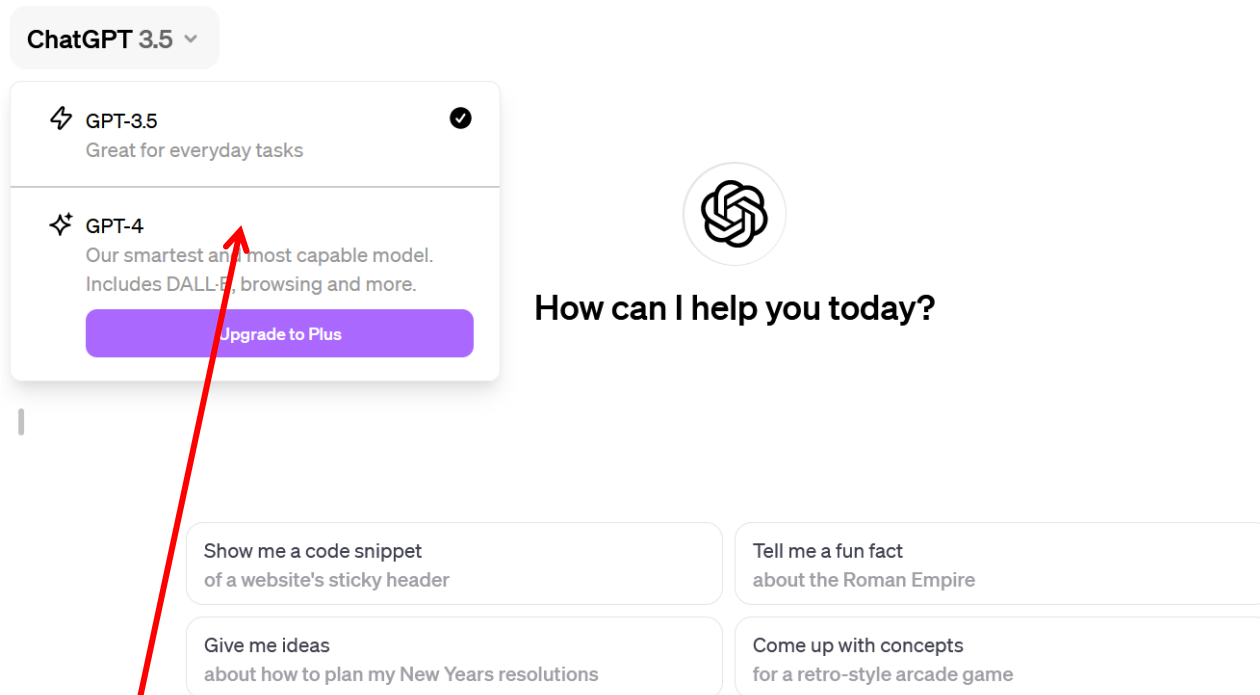 ChatGPT 3.5
GPT-3.5
Great for everyday tasks
GPT-4
Our smartest and most capable model.
Includes DALL·E, browsing and more.
Upgrade to Plus
How can I help you today?
Show me a code snippet
of a website's sticky header
Tell me a fun fact
about the Roman Empire
Give me ideas
about how to plan my New Years resolutions
Come up with concepts
for a retro-style arcade game